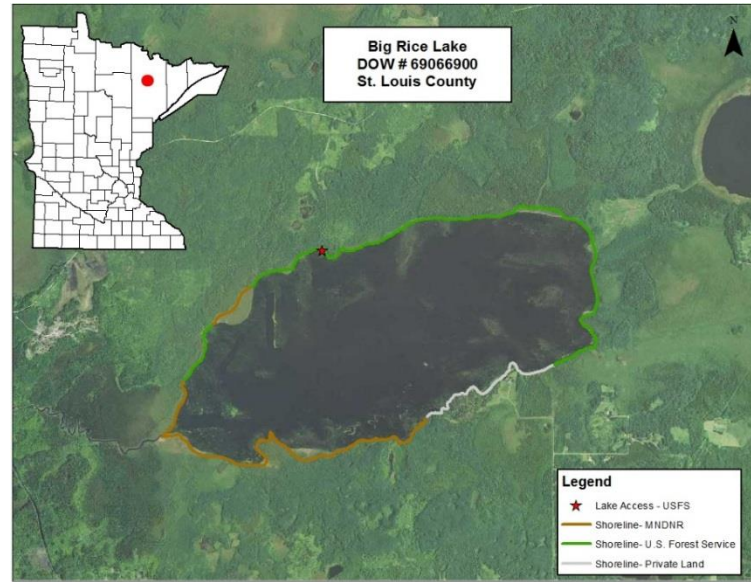 Big Rice Lake
DOW # 69066900
St. Louis County
N
Legend
Lake Access - USFS
Shoreline- MNDNR
Shoreline- U.S. Forest Service
Shoreline- Private Land